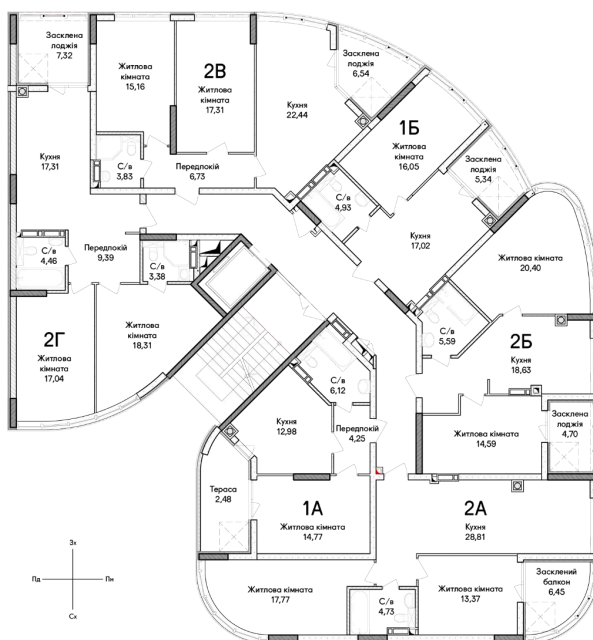 Засклена
лоджія
7,32
Житлова
кімната
15,16
2В
Житлова
кімната
17,31
Кухня
22,44
Засклена
лоджія
6,54
1Б
Житлова
кімната
16,05
Засклена
лоджія
5,34
Кухня
17,31
С/в
3,83
Передпокій
6,73
С/в
4,93
Кухня
17,02
Житлова кімната
20,40
С/в
4,46
Передпокій
9,39
С/в
3,38
2Г
Житлова
кімната
17,04
Житлова
кімната
18,31
С/в
5,59
2Б
Кухня
18,63
С/в
6,12
Кухня
12,98
Передпокій
4,25
Житлова кімната
14,59
Засклена
лоджія
4,70
Тераса
2,48
1А
Житлова кімната
14,77
2А
Кухня
28,81
Житлова кімната
17,77
С/в
4,73
Житлова кімната
13,37
Засклений
балкон
6,45
Зх
Пд
Пн
Сх